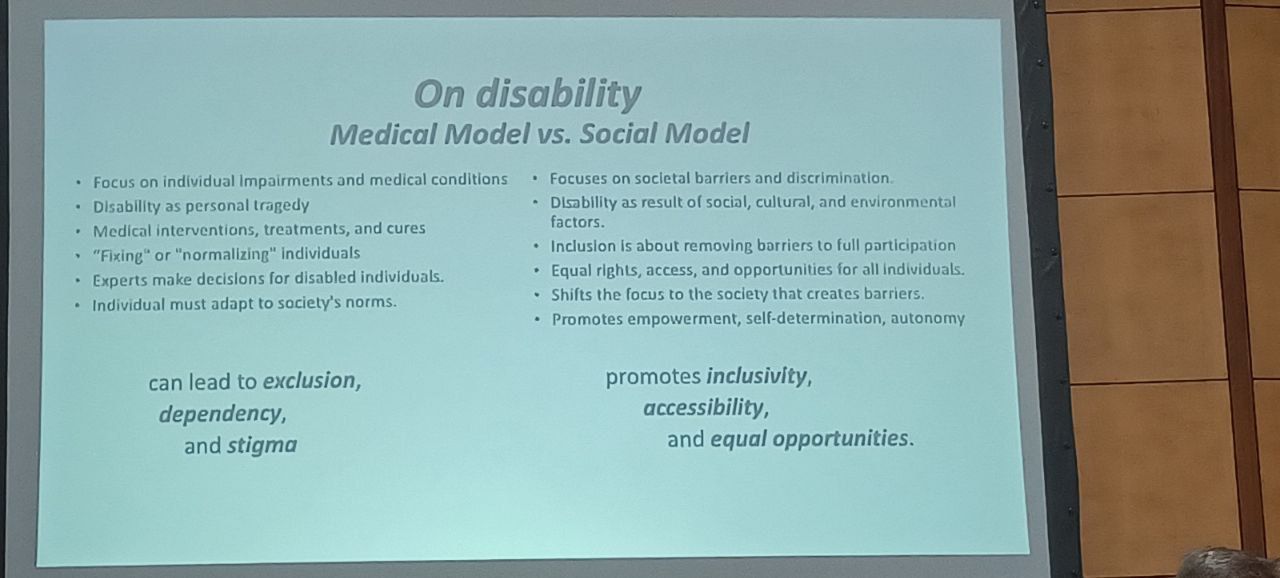 On disability
Medical Model vs. Social Model
• Focus on individual Impairments and medical conditions
• Disability as personal tragedy
• Medical interventions, treatments, and cures
• "Fixing" or "normalizing" individuals
• Experts make decisions for disabled individuals.
• Individual must adapt to society's norms.
can lead to exclusion,
dependency,
and stigma
• Focuses on societal barriers and discrimination.
• Disability as result of social, cultural, and environmental
factors.
• Inclusion is about removing barriers to full participation
• Equal rights, access, and opportunities for all individuals.
• Shifts the focus to the society that creates barriers.
• Promotes empowerment, self-determination, autonomy
promotes inclusivity,
accessibility,
and equal opportunities.